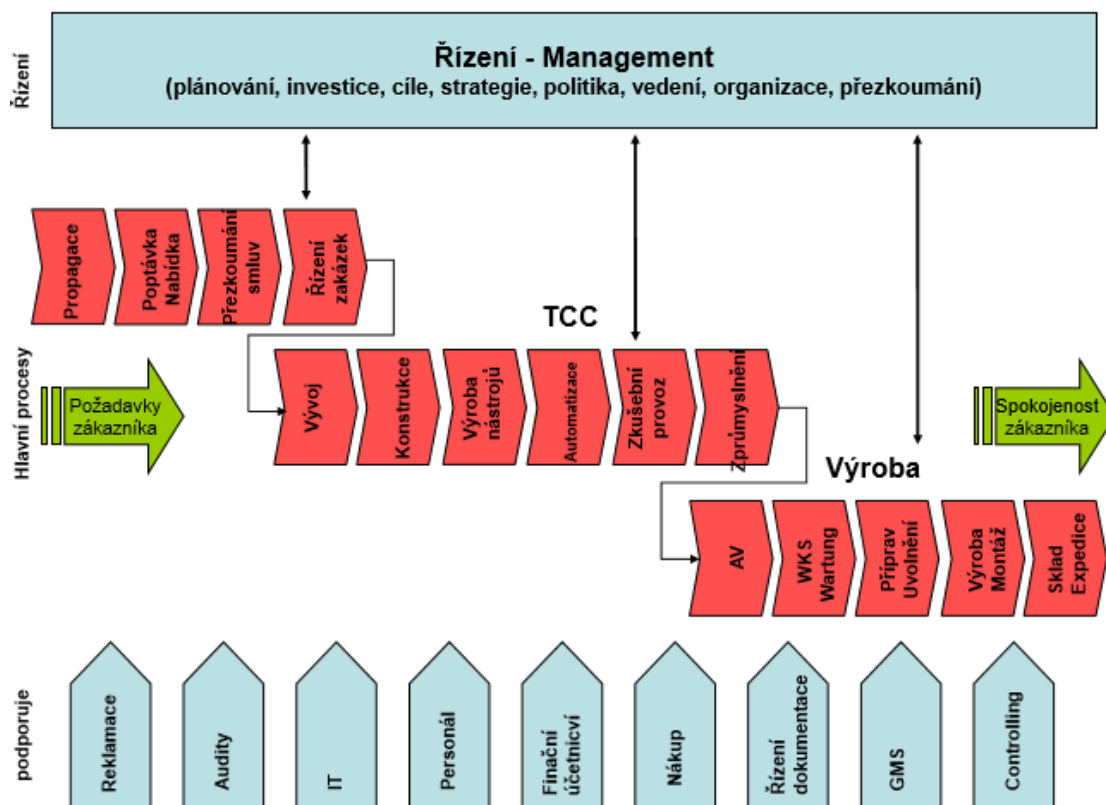 Řízení
Řízení - Management
(plánování, investice, cíle, strategie, politika, vedení, organizace, přezkoumání)
Hlavní procesy
Propagace
Poptávka
Nabídka
Přezkoumání
smluv
Řízení
zakázek
TCC
Požadavky
zákazníka
Vývoj
Konstrukce
Výroba
nástrojů
Automatizace
Zkušební
provoz
Zprůmyslnění
Spokojenost
zákazníka
Výroba
AV
WKS
Wartung
Příprav
Uvolnění
Výroba
Montáž
Sklad
Expedice
podporuje
Reklamace
Audity
IT
Personál
Finanční
účetnicví
Nákup
Řízení
dokumentace
GMS
Controlling